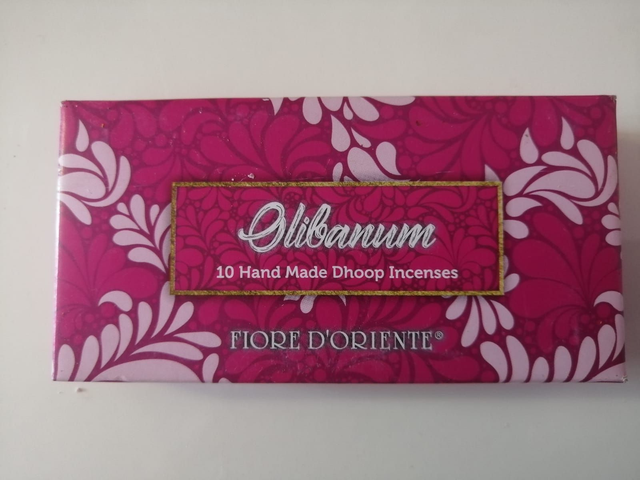 Olibanum
10 Hand Made Dhoop Incenses
FIORE D'ORIENTE®